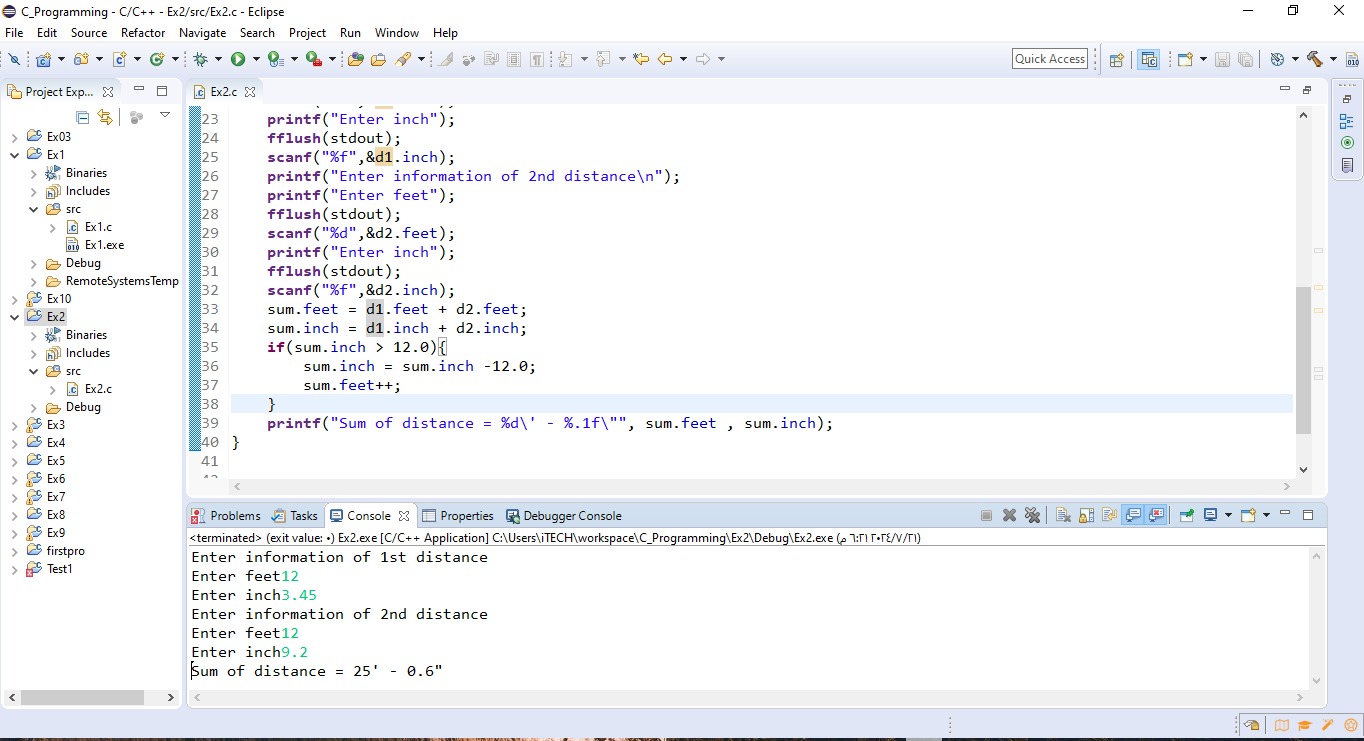 C_Programming - C/C++ - Ex2/src/Ex2.c - Eclipse
File Edit Source Refactor Navigate Search Project Run Window Help
Quick Access
Project Exp...
Ex03
Ex1
Binaries
Includes
src
Ex1.c
Ex1.exe
Debug
RemoteSystemsTemp
Ex10
Ex2
Binaries
Includes
src
Ex2.c
Debug
Ex3
Ex4
Ex5
Ex6
Ex7
Ex8
Ex9
firstpro
Test1
Ex2.c
23 printf("Enter inch");
24 fflush(stdout);
25 scanf("%f",&d1.inch);
26 printf("Enter information of 2nd distance\n");
27 printf("Enter feet");
28 fflush(stdout);
29 scanf("%d",&d2.feet);
30 printf("Enter inch");
31 fflush(stdout);
32 scanf("%f",&d2.inch);
33 sum.feet = d1.feet + d2.feet;
34 sum.inch = d1.inch + d2.inch;
35 if(sum.inch > 12.0){
36 sum.inch = sum.inch -12.0;
37 sum.feet++;
38 }
39 printf("Sum of distance = %d\' - %.1f\"", sum.feet , sum.inch);
40 }
41
Problems Tasks Console Properties Debugger Console
<terminated> (exit value: ٠) Ex2.exe [C/C++ Application] C:\Users\iTECH\workspace\C_Programming\Ex2\Debug\Ex2.exe (٢١/٧/٢٠٢٤ ٦:٢١ م)
Enter information of 1st distance
Enter feet12
Enter inch3.45
Enter information of 2nd distance
Enter feet12
Enter inch9.2
Sum of distance = 25' - 0.6"